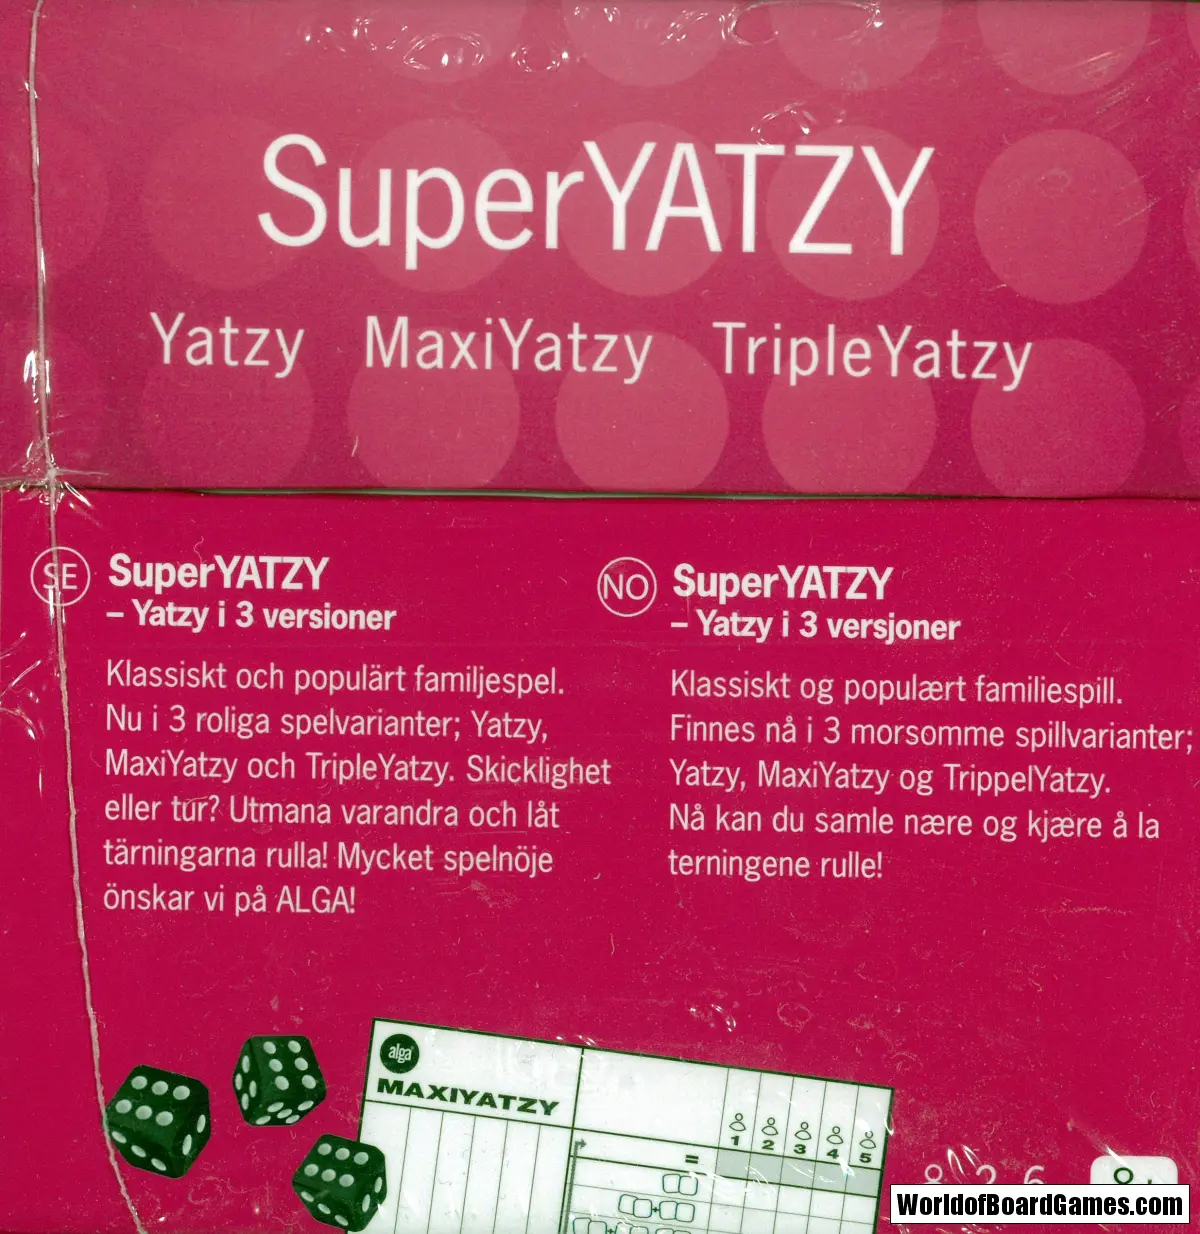 SuperYATZY
Yatzy MaxiYatzy TripleYatzy
SE
SuperYATZY
– Yatzy i 3 versioner
Klassiskt och populärt familjespel.
Nu i 3 roliga spelvarianter; Yatzy,
MaxiYatzy och TripleYatzy. Skicklighet
eller tur? Utmana varandra och låt
tärningarna rulla! Mycket spelnöje
önskar vi på ALGA!
NO
SuperYATZY
– Yatzy i 3 versjoner
Klassiskt og populært familiespill.
Finnes nå i 3 morsomme spillvarianter;
Yatzy, MaxiYatzy og TrippelYatzy.
Nå kan du samle nære og kjære å la
terningene rulle!
alga
MAXIYATZY
1 2 3 4 5
=
WorldofBoardGames.com